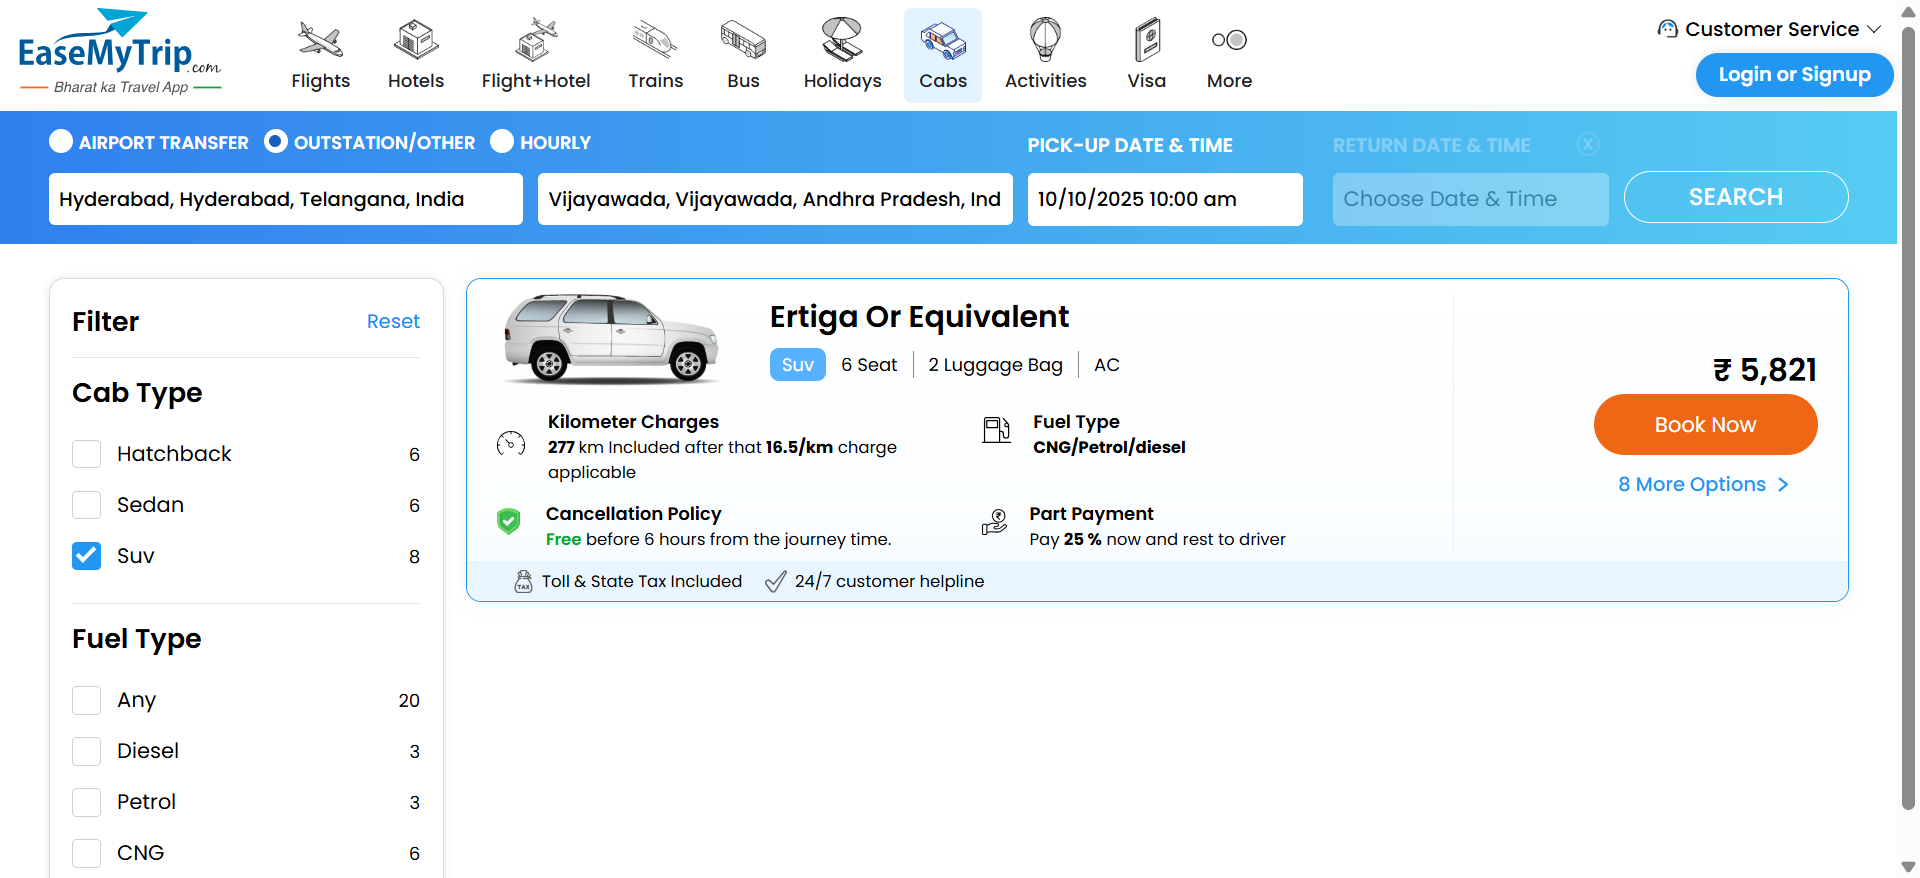 EaseMyTrip.com
Bharat ka Travel App
Flights
Hotels
Flight+Hotel
Trains
Bus
Holidays
Cabs
Activities
Visa
More
Customer Service
Login or Signup
AIRPORT TRANSFER
OUTSTATION/OTHER
HOURLY
PICK-UP DATE & TIME
RETURN DATE & TIME
X
Hyderabad, Hyderabad, Telangana, India
Vijayawada, Vijayawada, Andhra Pradesh, Ind
10/10/2025 10:00 am
Choose Date & Time
SEARCH
Filter
Reset
Cab Type
Hatchback 6
Sedan 6
Suv 8
Fuel Type
Any 20
Diesel 3
Petrol 3
CNG 6
Ertiga Or Equivalent
Suv 6 Seat 2 Luggage Bag AC
Kilometer Charges
277 km Included after that 16.5/km charge
applicable
Fuel Type
CNG/Petrol/diesel
Cancellation Policy
Free before 6 hours from the journey time.
Part Payment
Pay 25 % now and rest to driver
₹ 5,821
Book Now
8 More Options
TAX
Toll & State Tax Included
24/7 customer helpline